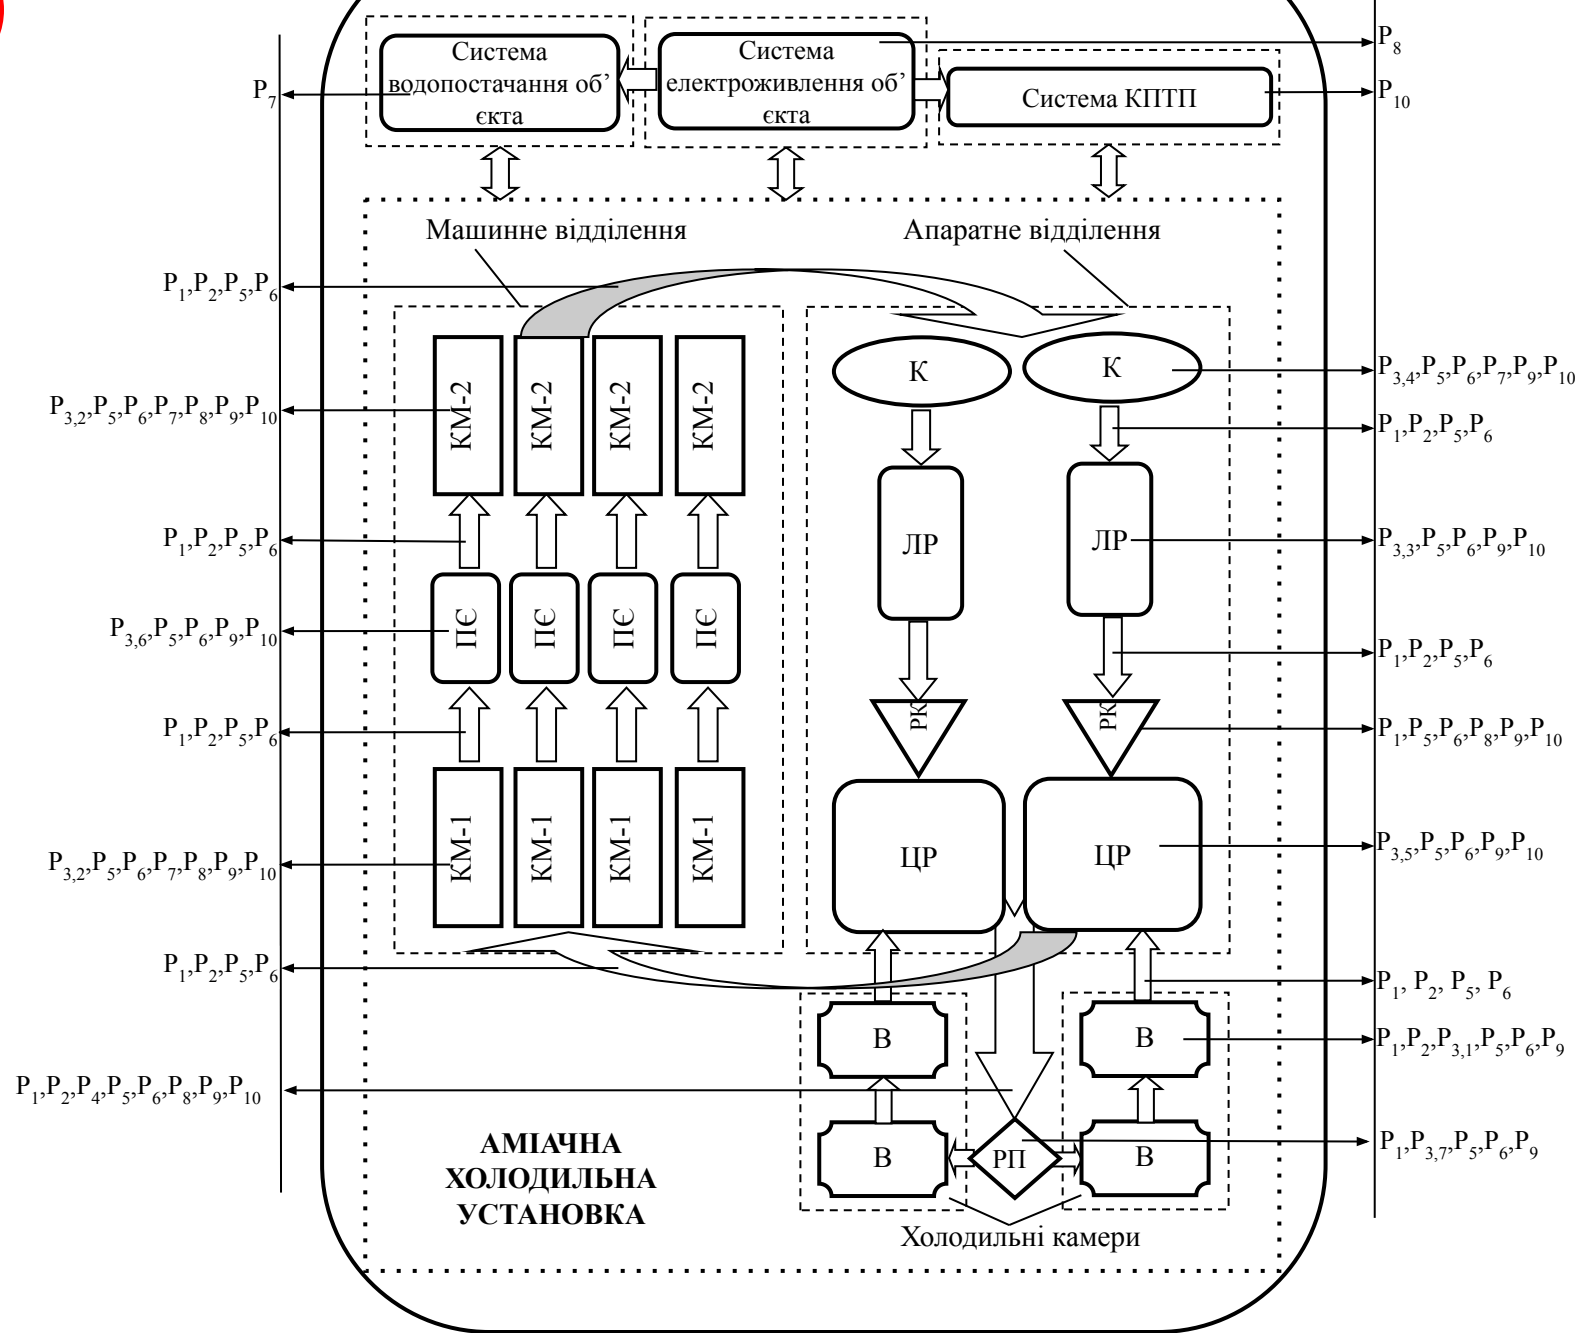 Система
водопостачання об’
єкта
Система
електроживлення об’
єкта
Система КПТП
P8
P7
P10
Машинне відділення
Апаратне відділення
P1,P2,P5,P6
КМ-2
КМ-2
КМ-2
КМ-2
К
К
P3,4,P5,P6,P7,P9,P10
P3,2,P5,P6,P7,P8,P9,P10
P1,P2,P5,P6
P1,P2,P5,P6
ЛР
ЛР
P3,3,P5,P6,P9,P10
P3,6,P5,P6,P9,P10
ПЄ
ПЄ
ПЄ
ПЄ
P1,P2,P5,P6
P1,P2,P5,P6
РК
РК
P1,P5,P6,P8,P9,P10
P3,2,P5,P6,P7,P8,P9,P10
КМ-1
КМ-1
КМ-1
КМ-1
ЦР
ЦР
P3,5,P5,P6,P9,P10
P1,P2,P5,P6
P1, P2, P5, P6
В
В
P1,P2,P3,1,P5,P6,P9
P1,P2,P4,P5,P6,P8,P9,P10
АМІАЧНА
ХОЛОДИЛЬНА
УСТАНОВКА
В
РП
В
P1,P3,7,P5,P6,P9
Холодильні камери